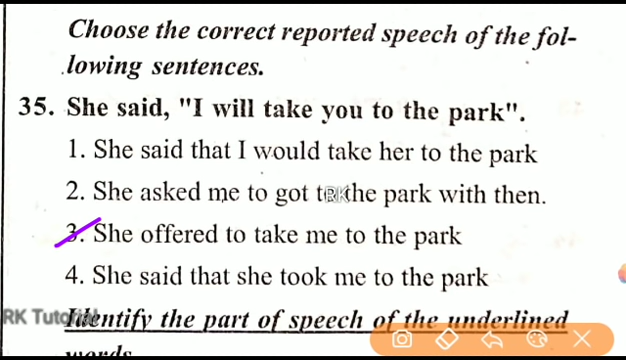 Choose the correct reported speech of the fol-
lowing sentences.
35. She said, "I will take you to the park".
1. She said that I would take her to the park
2. She asked me to got to the park with then.
RK
3. She offered to take me to the park
4. She said that she took me to the park
RK Tutorial
Identify the part of speech of the underlined
words